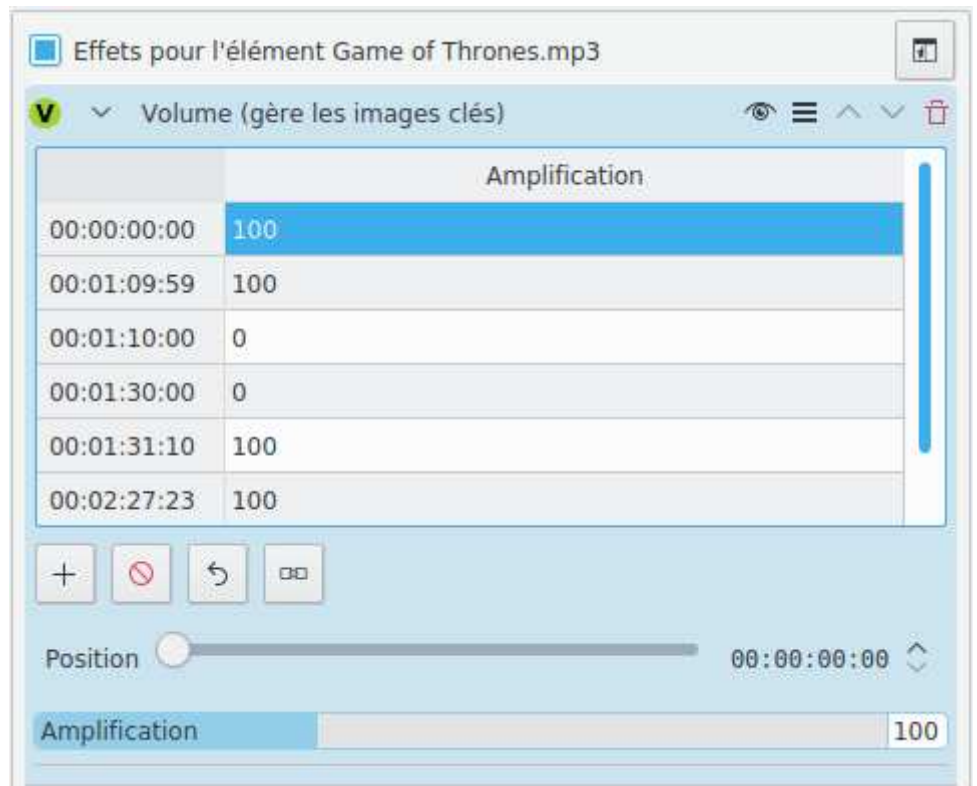 Effets pour l'élément Game of Thrones.mp3
V Volume (gère les images clés)
Amplification
00:00:00:00 100
00:01:09:59 100
00:01:10:00 0
00:01:30:00 0
00:01:31:10 100
00:02:27:23 100
Position 00:00:00:00
Amplification 100